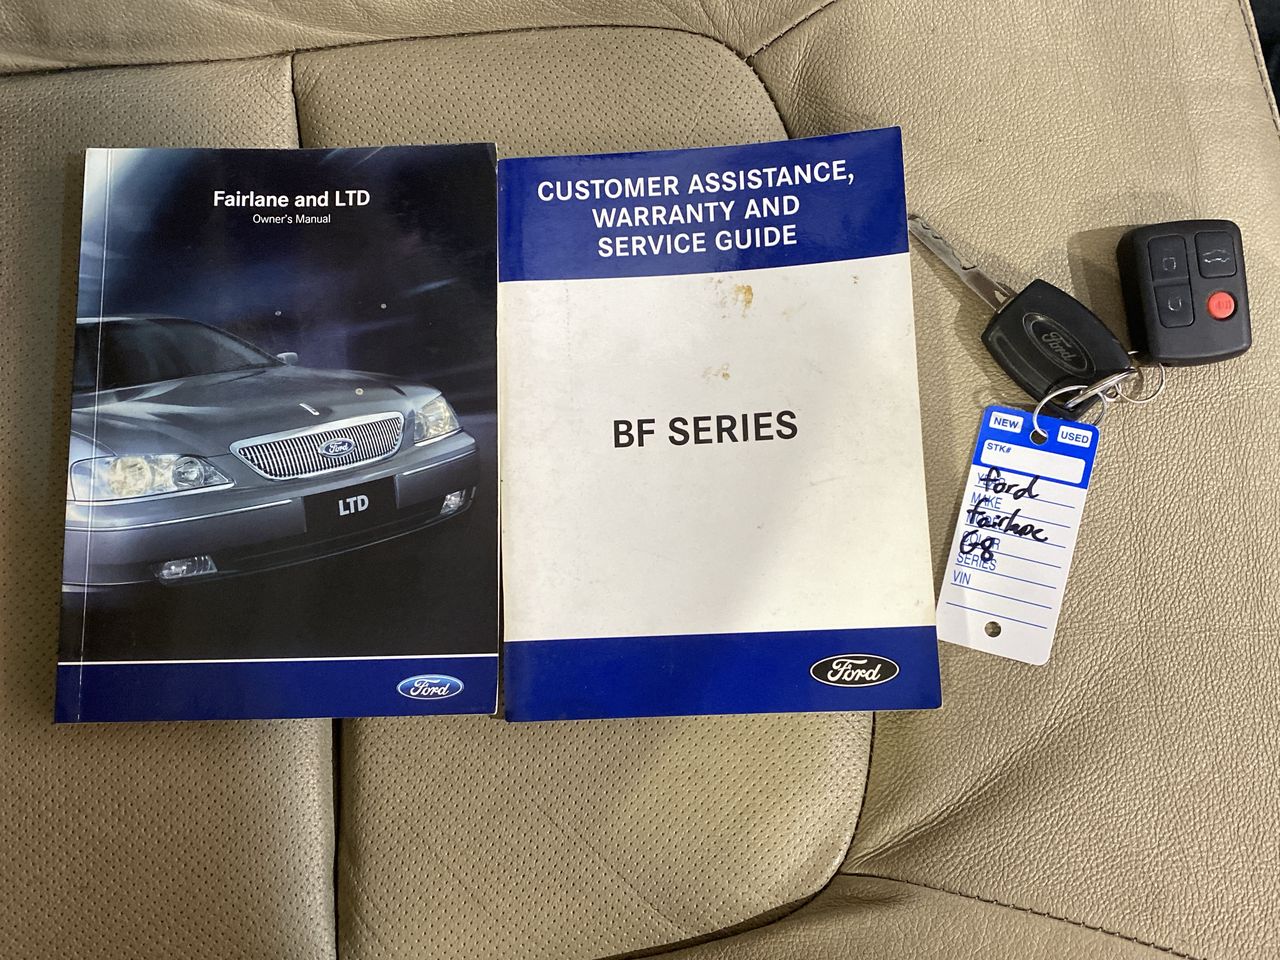 Fairlane and LTD
Owner's Manual
Ford
LTD
Ford
CUSTOMER ASSISTANCE,
WARRANTY AND
SERVICE GUIDE
BF SERIES
Ford
Ford
NEW
USED
STK#
Ford
MAKE
Fairlane
G8
SERIES
VIN